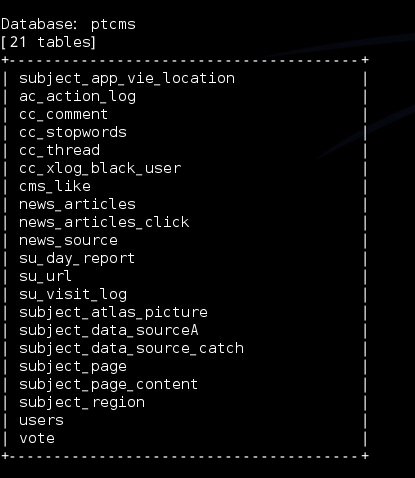 Database: ptcms
[21 tables]
+---------------------------------------+
| subject_app_vie_location |
| ac_action_log |
| cc_comment |
| cc_stopwords |
| cc_thread |
| cc_xlog_black_user |
| cms_like |
| news_articles |
| news_articles_click |
| news_source |
| su_day_report |
| su_url |
| su_visit_log |
| subject_atlas_picture |
| subject_data_sourceA |
| subject_data_source_catch |
| subject_page |
| subject_page_content |
| subject_region |
| users |
| vote |
+---------------------------------------+